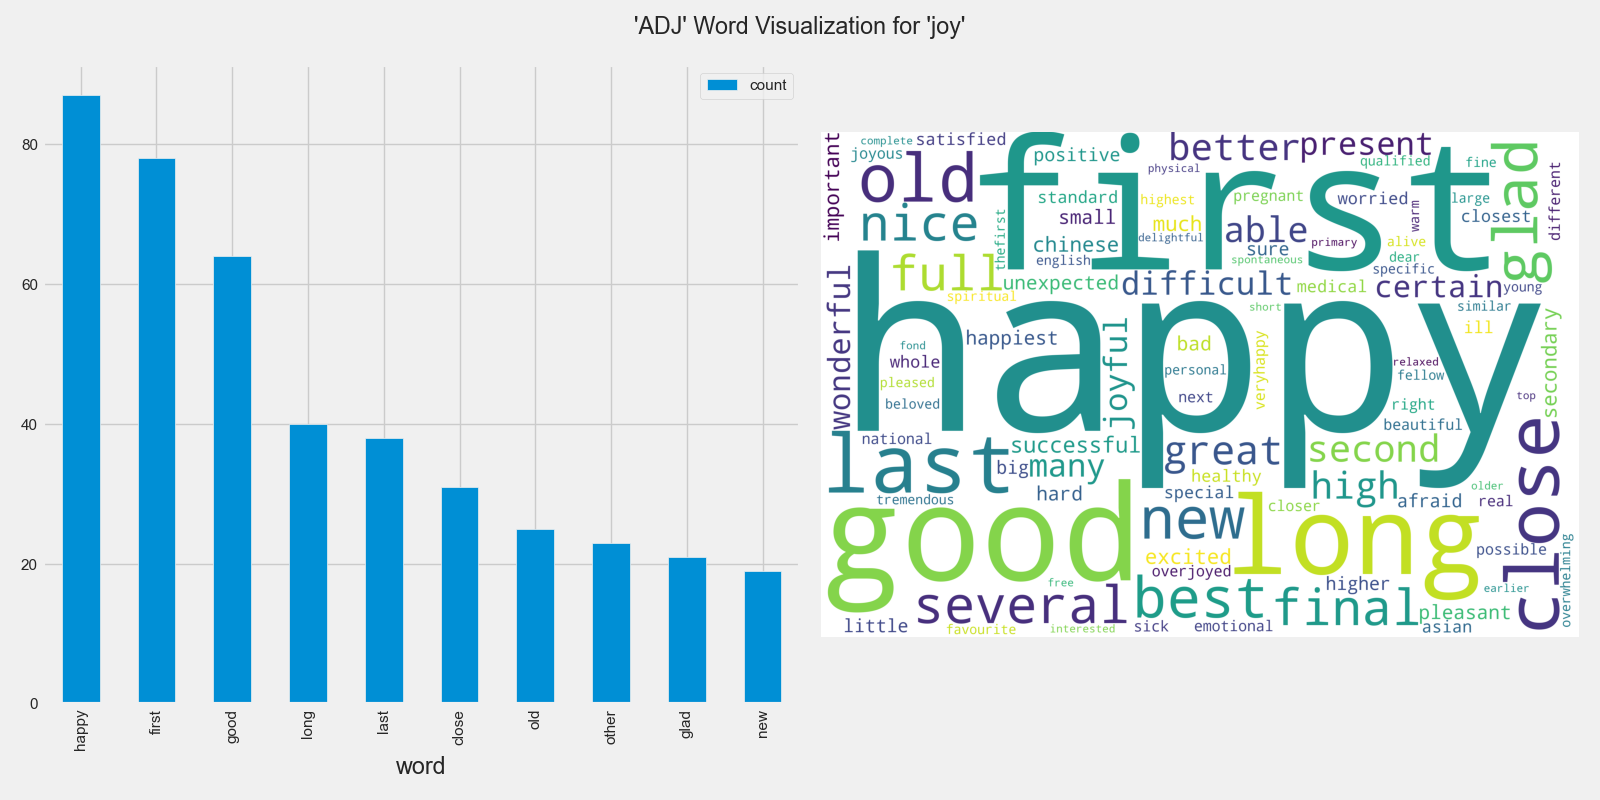 'ADJ' Word Visualization for 'joy'
count
80
60
40
20
0
happy
first
good
long
last
close
old
other
glad
new
word
complete
satisfied
joyous
important
old
nice
first
positive
better
present
physical
qualified
fine
glad
different
standard
highest
pregnant
worried
large
closest
small
much
able
warm
thefirst
chinese
delightful
sure
primary
alive
english
spontaneous
dear
specific
full
unexpected
difficult
medical
certain
young
spiritual
wonderful
happy
short
similar
ill
secondary
happiest
joyful
bad
fond
whole
veryhappy
relaxed
pleased
personal
fellow
beloved
next
right
top
beautiful
national
last
successful
great
second
close
big
many
healthy
high
tremendous
hard
special
afraid
older
real
good
closer
new
long
excited
possible
overjoyed
overwhelming
free
higher
earlier
several
best
final
pleasant
little
favourite
interested
sick
emotional
asian